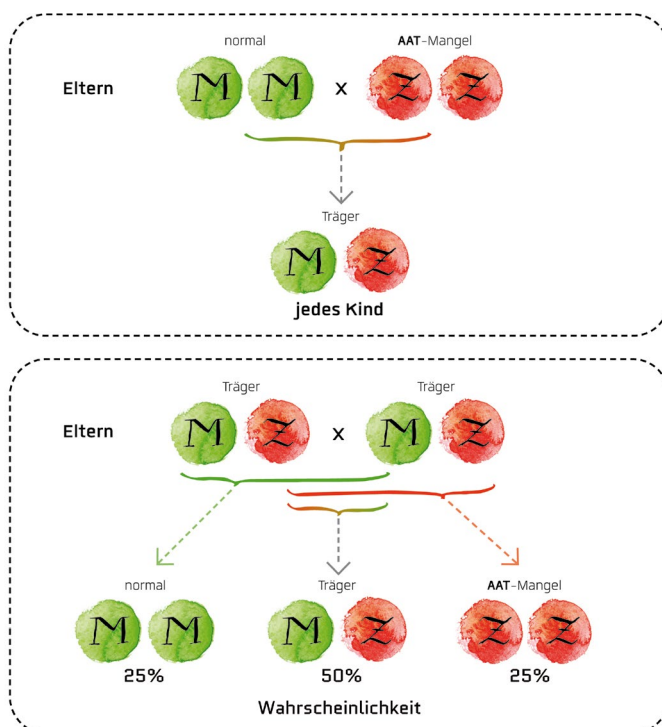 normal AAT-Mangel
Eltern M M x Z Z
Träger
M Z
jedes Kind
Träger Träger
Eltern M Z x M Z
normal Träger AAT-Mangel
M M M Z Z Z
25% 50% 25%
Wahrscheinlichkeit